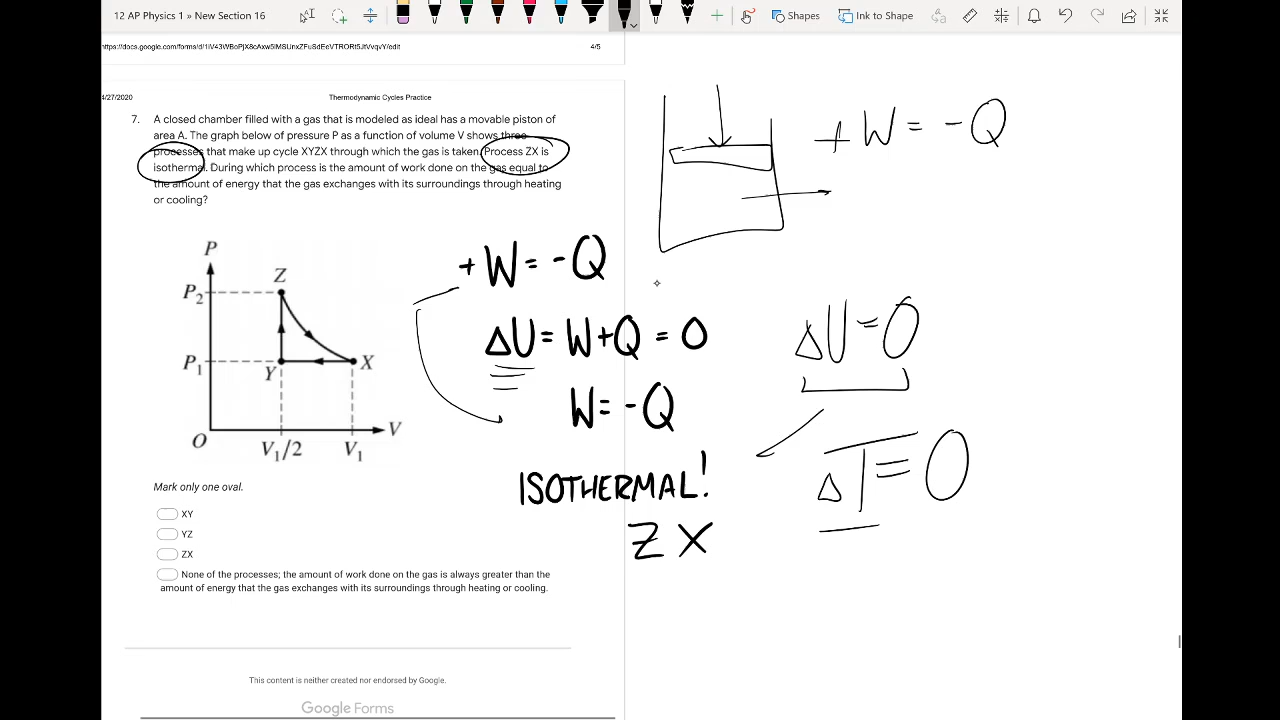 12 AP Physics 1 » New Section 16
Shapes
Ink to Shape
4/5
4/27/2020
Thermodynamic Cycles Practice
7. A closed chamber filled with a gas that is modeled as ideal has a movable piston of
area A. The graph below of pressure P as a function of volume V shows three
processes that make up cycle XYZX through which the gas is taken. Process ZX is
isothermal. During which process is the amount of work done on the gas equal to
the amount of energy that the gas exchanges with its surroundings through heating
or cooling?
P
Z
P₂
P₁
Y
X
O
V₁/2
V₁
V
Mark only one oval.
XY
YZ
ZX
None of the processes; the amount of work done on the gas is always greater than the
amount of energy that the gas exchanges with its surroundings through heating or cooling.
This content is neither created nor endorsed by Google.
Google Forms
+W = -Q
ΔU = W+Q = 0
W = -Q
ISOTHERMAL!
ZX
+W = -Q
ΔU = 0
ΔT = 0